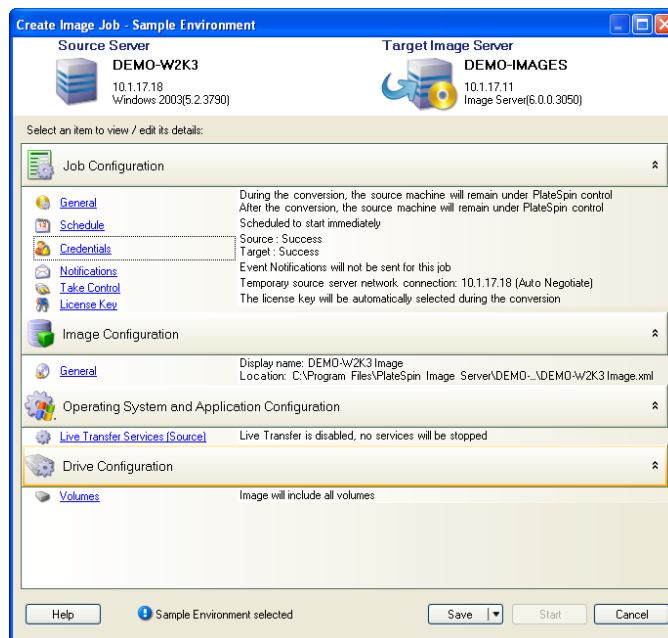 Create Image Job - Sample Environment
Source Server
DEMO-W2K3
10.1.17.18
Windows 2003(5.2.3790)
Target Image Server
DEMO-IMAGES
10.1.17.11
Image Server(6.0.0.3050)
Select an item to view / edit its details:
Job Configuration
General
During the conversion, the source machine will remain under PlateSpin control
After the conversion, the source machine will remain under PlateSpin control
Schedule
Scheduled to start immediately
Credentials
Source : Success
Target : Success
Notifications
Event Notifications will not be sent for this job
Take Control
Temporary source server network connection: 10.1.17.18 (Auto Negotiate)
License Key
The license key will be automatically selected during the conversion
Image Configuration
General
Display name: DEMO-W2K3 Image
Location: C:\Program Files\PlateSpin Image Server\DEMO-...\DEMO-W2K3 Image.xml
Operating System and Application Configuration
Live Transfer Services (Source)
Live Transfer is disabled, no services will be stopped
Drive Configuration
Volumes
Image will include all volumes
Help
Sample Environment selected
Save
Start
Cancel